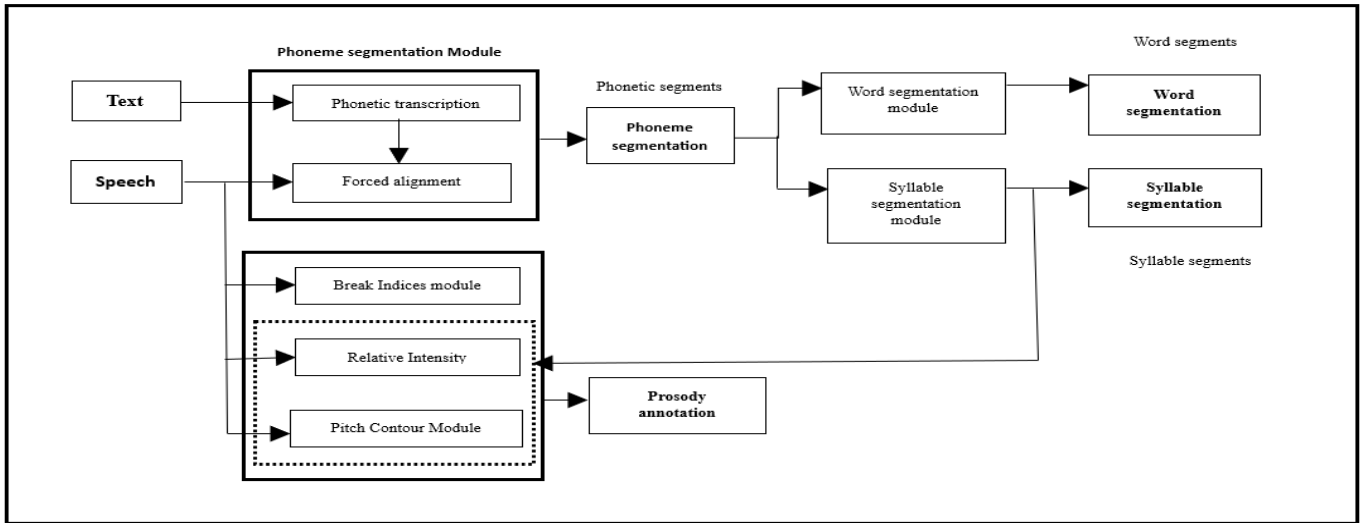 Phoneme segmentation Module
Text
Phonetic transcription
Speech
Forced alignment
Phonetic segments
Phoneme
segmentation
Word segmentation
module
Word segments
Word
segmentation
Syllable
segmentation
module
Syllable
segmentation
Syllable segments
Break Indices module
Relative Intensity
Pitch Contour Module
Prosody
annotation